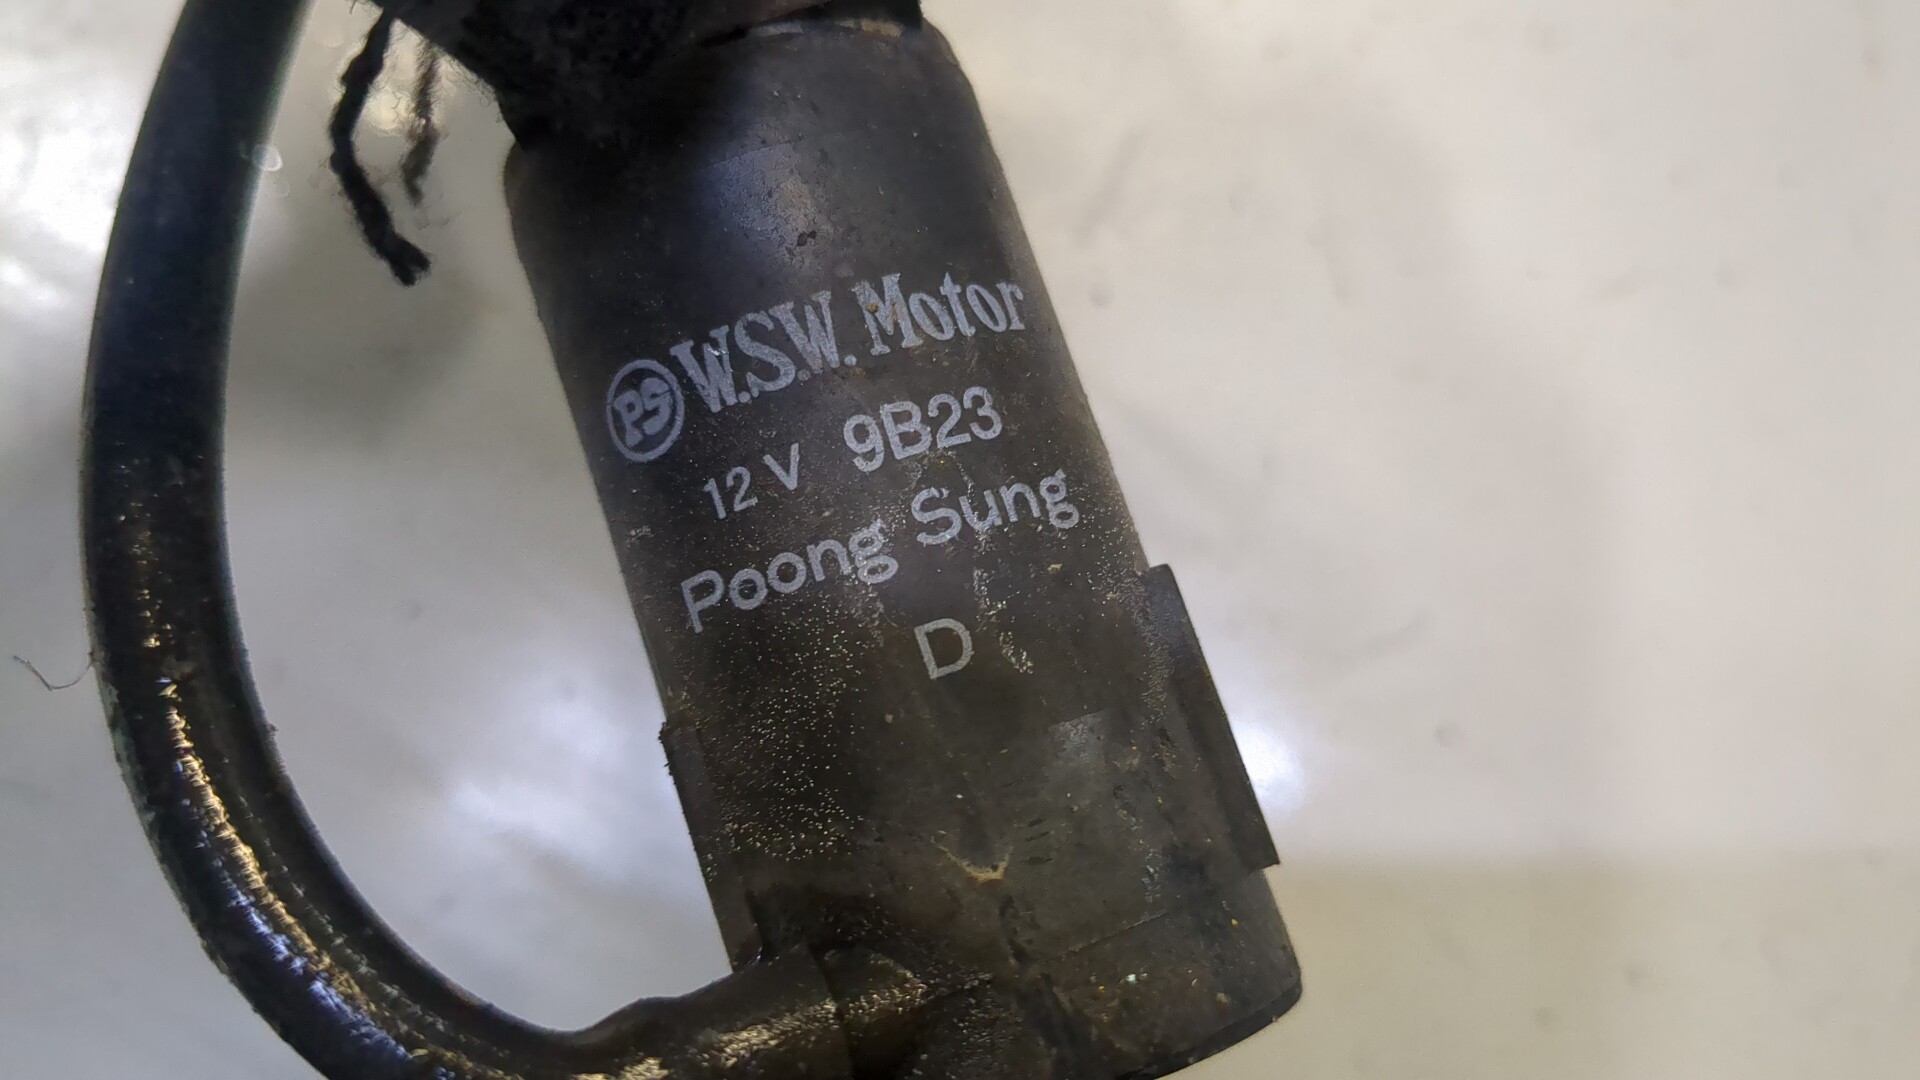 PS W.S.W. Motor
12 V 9B23
Poong Sung
D